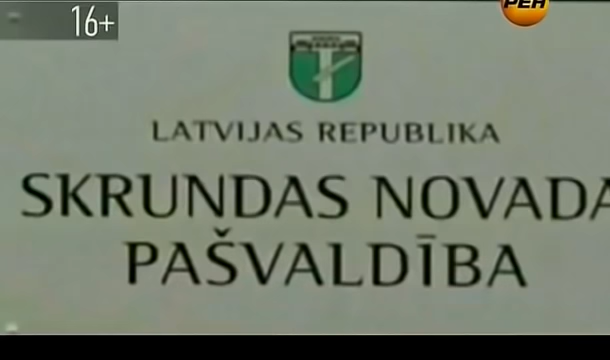 16+
РЕН
LATVIJAS REPUBLIKA
SKRUNDAS NOVADA
PAŠVALDĪBA